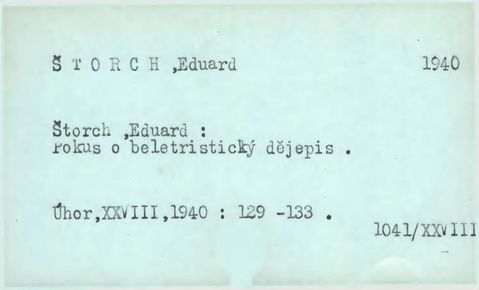 Š T O R C H ,Eduard 1940
Štorch ,Eduard :
Pokus o beletristický dějepis .
Úhor,XXVIII,1940 : 129 -133 .
1041/XXVIII